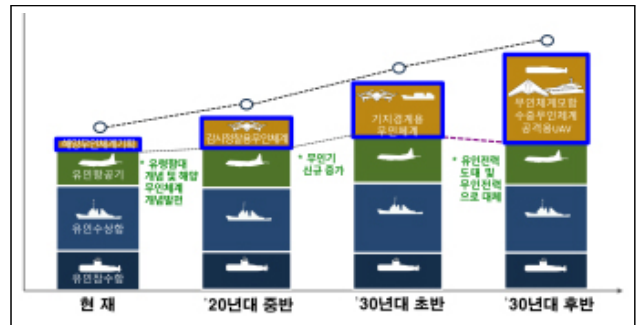 해양무인체계기획
유인항공기
유인수상함
유인잠수함
* 유령함대
개념 및 해양
무인체계
개념발전
감시정찰용무인체계
* 무인기
신규 증가
기지경계용
무인체계
* 유인전력
도태 및
무인전력
으로 대체
무인체계모함
수중무인체계
공격용UAV
현 재
'20년대 중반
'30년대 초반
'30년대 후반